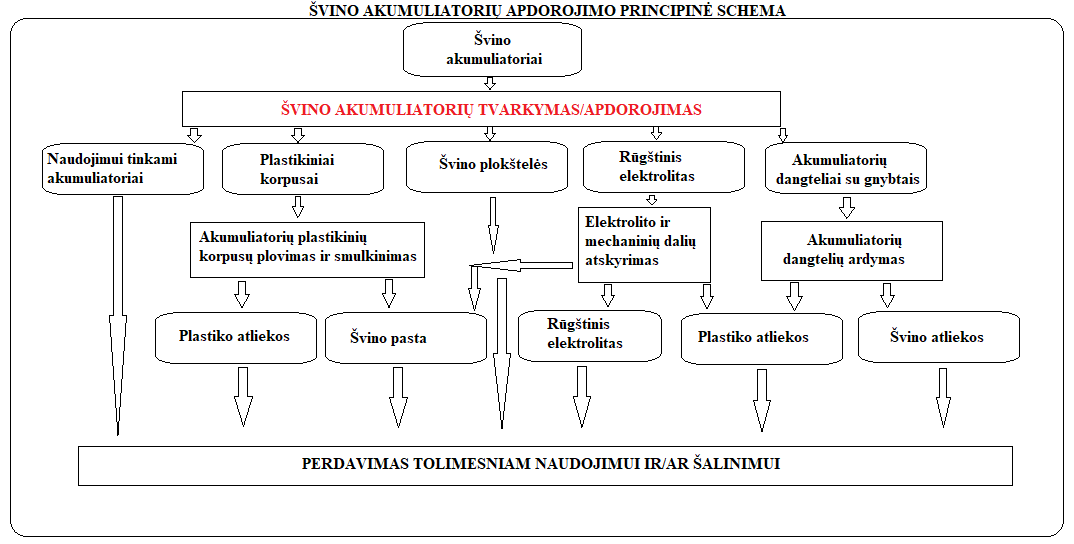 ŠVINO AKUMULIATORIŲ APDOROJIMO PRINCIPINĖ SCHEMA
Švino
akumuliatoriai
ŠVINO AKUMULIATORIŲ TVARKYMAS/APDOROJIMAS
Naudojimui tinkami
akumuliatoriai
Plastikiniai
korpusai
Švino plokštelės
Rūgštinis
elektrolitas
Akumuliatorių
dangteliai su gnybtais
Akumuliatorių plastikinių
korpusų plovimas ir smulkinimas
Elektrolito ir
mechaninių dalių
atskyrimas
Akumuliatorių
dangtelių ardymas
Plastiko atliekos
Švino pasta
Rūgštinis
elektrolitas
Plastiko atliekos
Švino atliekos
PERDAVIMAS TOLIMESNIAM NAUDOJIMUI IR/AR ŠALINIMUI